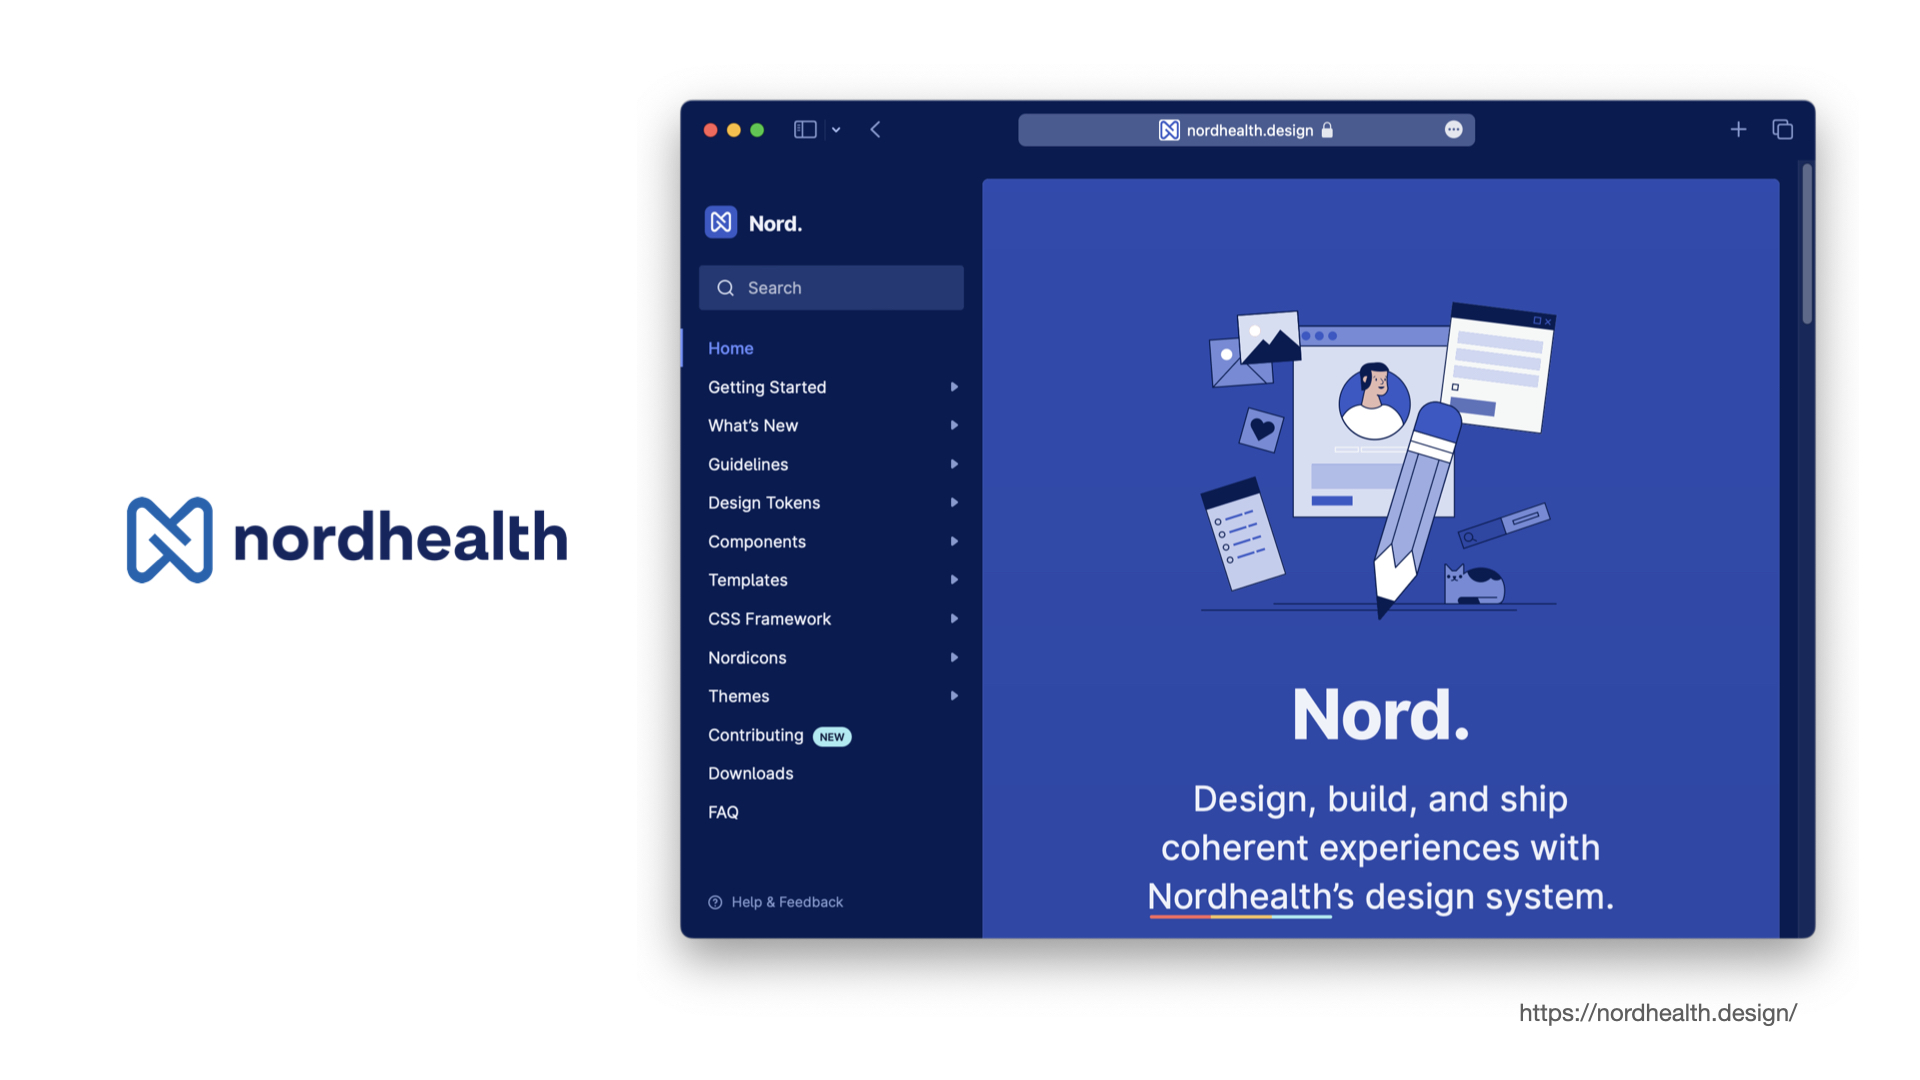 nordhealth
nordhealth.design
Nord.
Search
Home
Getting Started
What's New
Guidelines
Design Tokens
Components
Templates
CSS Framework
Nordicons
Themes
Contributing NEW
Downloads
FAQ
Help & Feedback
Nord.
Design, build, and ship
coherent experiences with
Nordhealth's design system.
https://nordhealth.design/